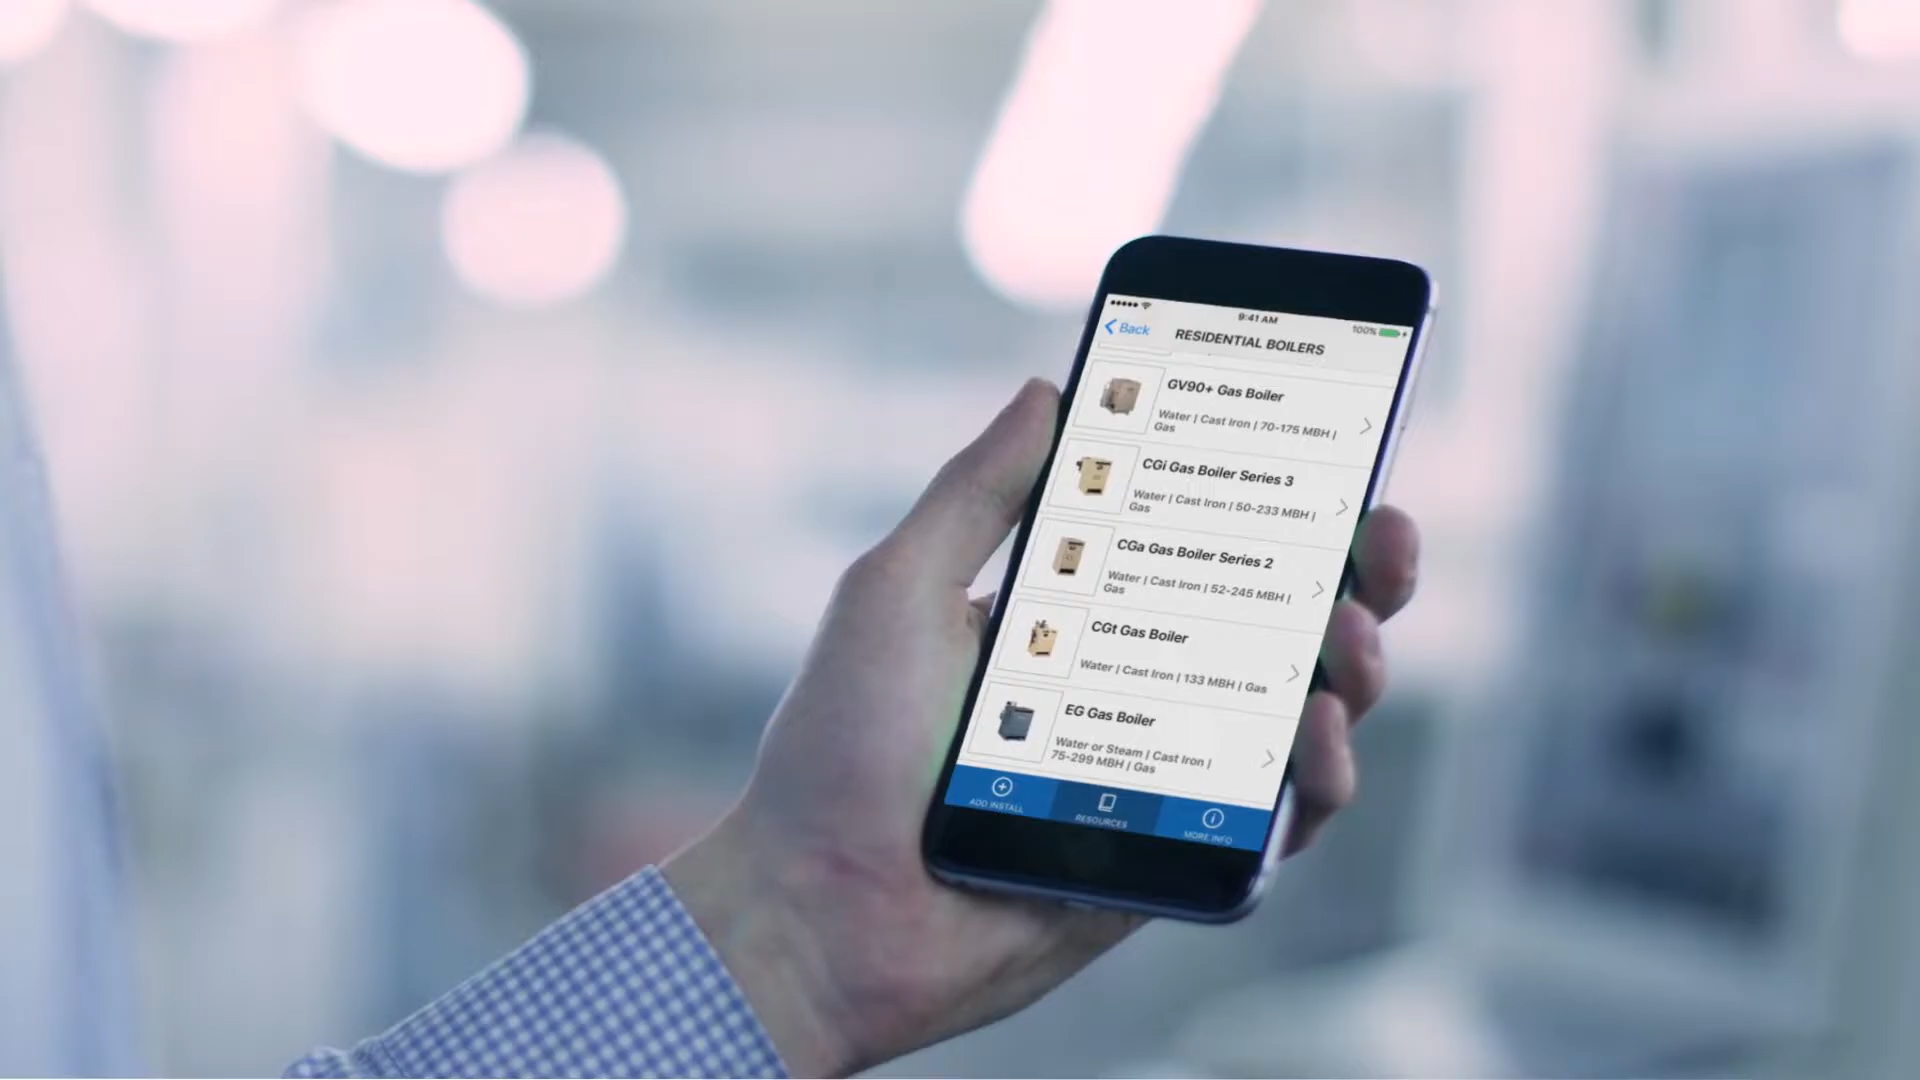 9:41 AM
100%
Back
RESIDENTIAL BOILERS
GV90+ Gas Boiler
Water | Cast Iron | 70-175 MBH |
Gas
CGi Gas Boiler Series 3
Water | Cast Iron | 50-233 MBH |
Gas
CGa Gas Boiler Series 2
Water | Cast Iron | 52-245 MBH |
Gas
CGt Gas Boiler
Water | Cast Iron | 133 MBH | Gas
EG Gas Boiler
Water or Steam | Cast Iron |
75-299 MBH | Gas
ADD INSTALL
RESOURCES
MORE INFO